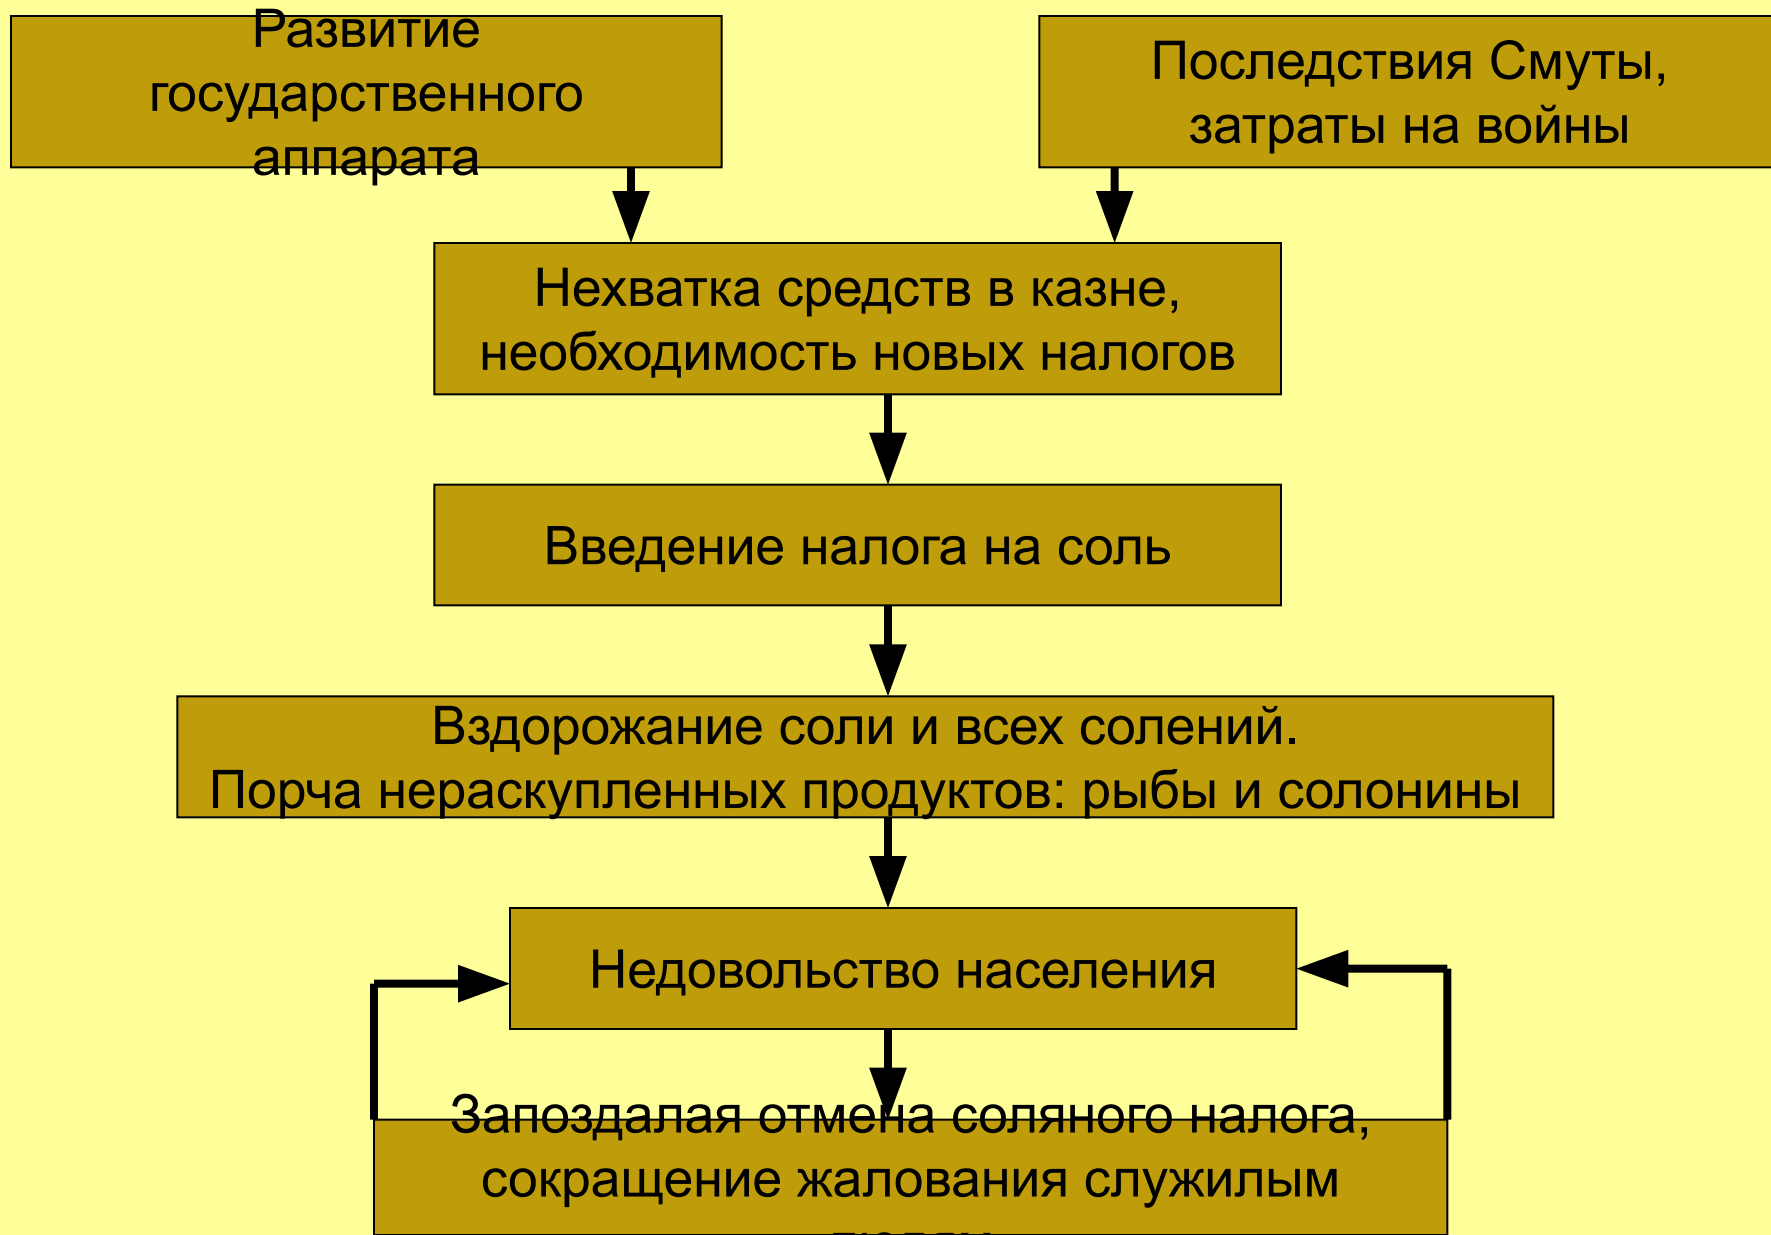 Развитие
государственного
аппарата
Последствия Смуты,
затраты на войны
Нехватка средств в казне,
необходимость новых налогов
Введение налога на соль
Вздорожание соли и всех солений.
Порча нераскупленных продуктов: рыбы и солонины
Недовольство населения
Запоздалая отмена соляного налога,
сокращение жалования служилым